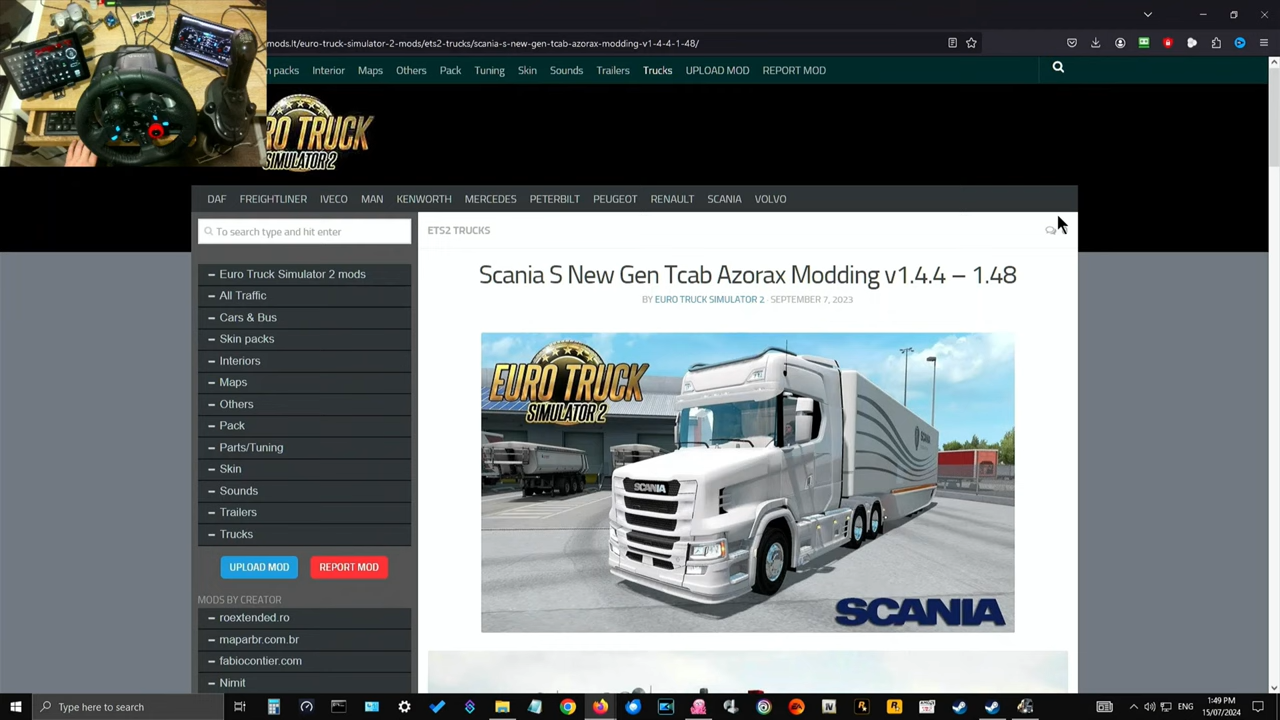 mods.lt/euro-truck-simulator-2-mods/ets2-trucks/scania-s-new-gen-tcab-azorax-modding-v1-4-4-1-48/
n packs Interior Maps Others Pack Tuning Skin Sounds Trailers Trucks UPLOAD MOD REPORT MOD
RO TRUCK
SIMULATOR 2
DAF FREIGHTLINER IVECO MAN KENWORTH MERCEDES PETERBILT PEUGEOT RENAULT SCANIA VOLVO
To search type and hit enter
ETS2 TRUCKS
Scania S New Gen Tcab Azorax Modding v1.4.4 – 1.48
BY EURO TRUCK SIMULATOR 2 · SEPTEMBER 7, 2023
Euro Truck Simulator 2 mods
All Traffic
Cars & Bus
Skin packs
Interiors
Maps
Others
Pack
Parts/Tuning
Skin
Sounds
Trailers
Trucks
UPLOAD MOD REPORT MOD
MODS BY CREATOR
roextended.ro
maparbr.com.br
fabiocontier.com
Nimit
EURO TRUCK
SIMULATOR 2
SCANIA
SCANIA
Type here to search
ENG
1:49 PM
15/07/2024